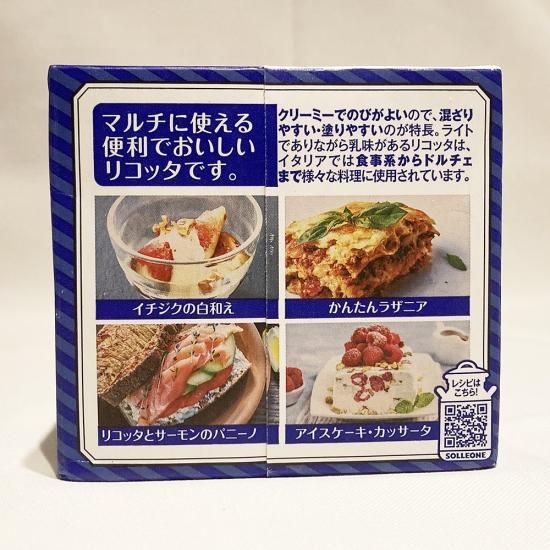 マルチに使える
便利でおいしい
リコッタです。
クリーミーでのびがよいので、混ざり
やすい・塗りやすいのが特長。ライト
でありながら乳味があるリコッタは、
イタリアでは食事系からドルチェ
まで様々な料理に使用されています。
イチジクの白和え
かんたんラザニア
リコッタとサーモンのパニーノ
アイスケーキ・カッサータ
レシピは
こちら!
SOLLEONE